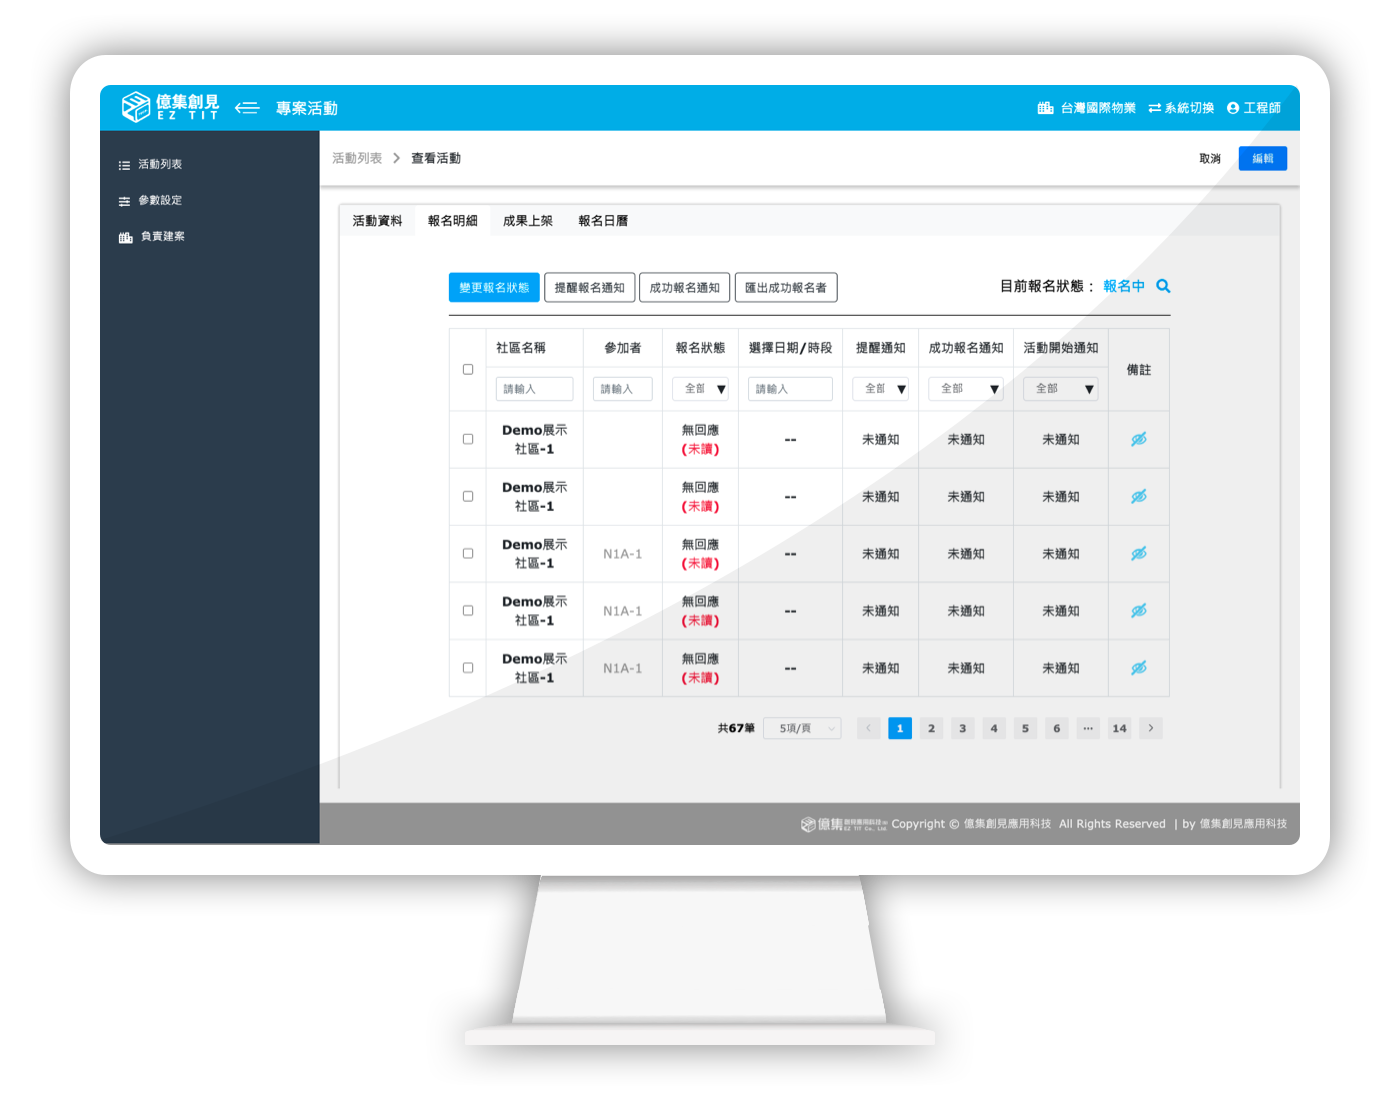 億集創見
EZ TIT
專案活動
台灣國際物業 系統切換 工程師
活動列表
參數設定
負責建案
活動列表 > 查看活動
取消 編輯
活動資料 報名明細 成果上架 報名日曆
變更報名狀態 提醒報名通知 成功報名通知 匯出成功報名者
目前報名狀態： 報名中
社區名稱 參加者 報名狀態 選擇日期/時段 提醒通知 成功報名通知 活動開始通知 備註
請輸入 請輸入 全部 ▼ 請輸入 全部 ▼ 全部 ▼ 全部 ▼
Demo展示 無回應
社區-1 (未讀) -- 未通知 未通知 未通知
Demo展示 無回應
社區-1 (未讀) -- 未通知 未通知 未通知
Demo展示 無回應
社區-1 N1A-1 (未讀) -- 未通知 未通知 未通知
Demo展示 無回應
社區-1 N1A-1 (未讀) -- 未通知 未通知 未通知
Demo展示 無回應
社區-1 N1A-1 (未讀) -- 未通知 未通知 未通知
共67筆 5項/頁 < 1 2 3 4 5 6 ··· 14 >
億集 Copyright © 億集創見應用科技 All Rights Reserved | by 億集創見應用科技